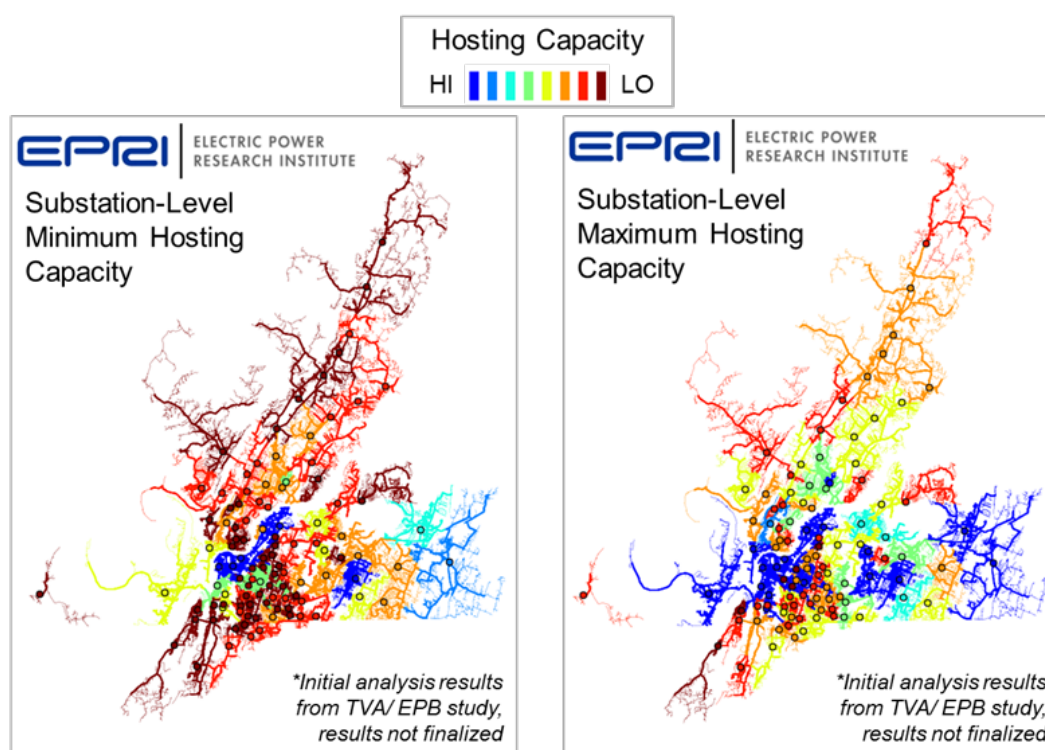 Hosting Capacity
HI LO
EPRI ELECTRIC POWER
RESEARCH INSTITUTE
Substation-Level
Minimum Hosting
Capacity
*Initial analysis results
from TVA/ EPB study,
results not finalized
EPRI ELECTRIC POWER
RESEARCH INSTITUTE
Substation-Level
Maximum Hosting
Capacity
*Initial analysis results
from TVA/ EPB study,
results not finalized